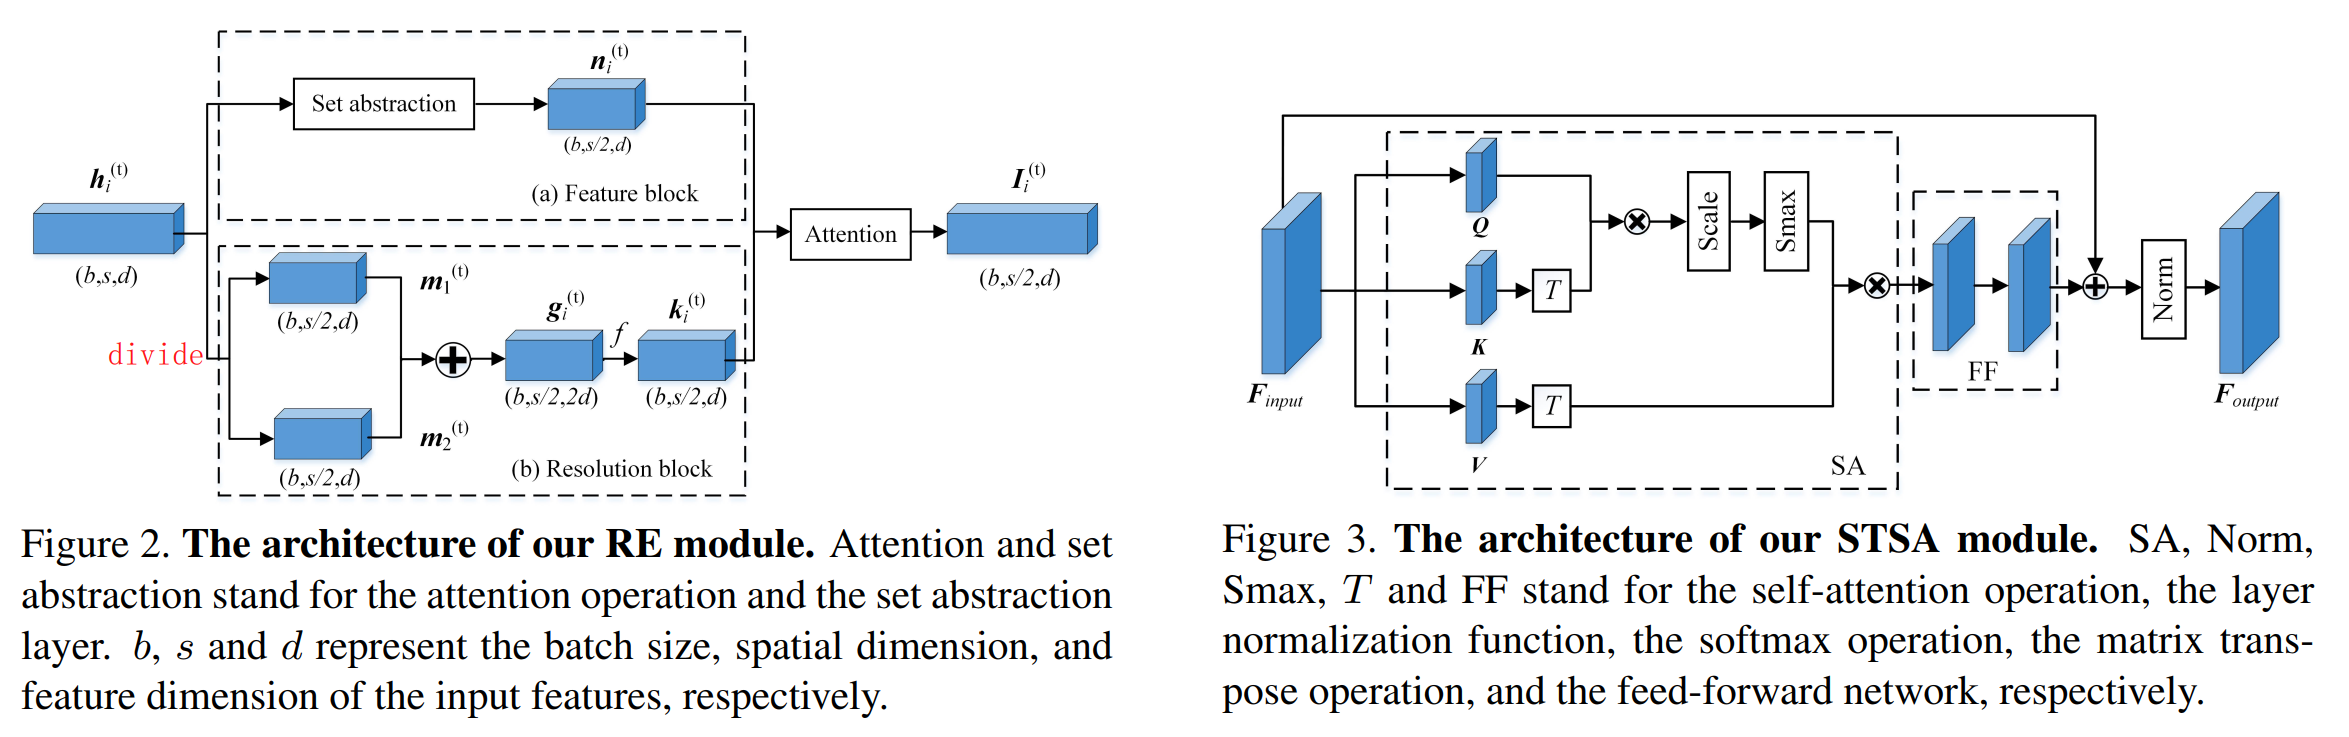 n_i^(t)
Set abstraction
(b,s/2,d)
(a) Feature block
h_i^(t)
(b,s,d)
I_i^(t)
Attention
(b,s/2,d)
m_1^(t)
(b,s/2,d)
divide
g_i^(t)
f
k_i^(t)
(b,s/2,2d)
(b,s/2,d)
m_2^(t)
(b,s/2,d)
(b) Resolution block
Figure 2. The architecture of our RE module. Attention and set
abstraction stand for the attention operation and the set abstraction
layer. b, s and d represent the batch size, spatial dimension, and
feature dimension of the input features, respectively.
Q
K
T
V
T
Scale
Smax
SA
FF
Norm
F_input
F_output
Figure 3. The architecture of our STSA module. SA, Norm,
Smax, T and FF stand for the self-attention operation, the layer
normalization function, the softmax operation, the matrix trans-
pose operation, and the feed-forward network, respectively.